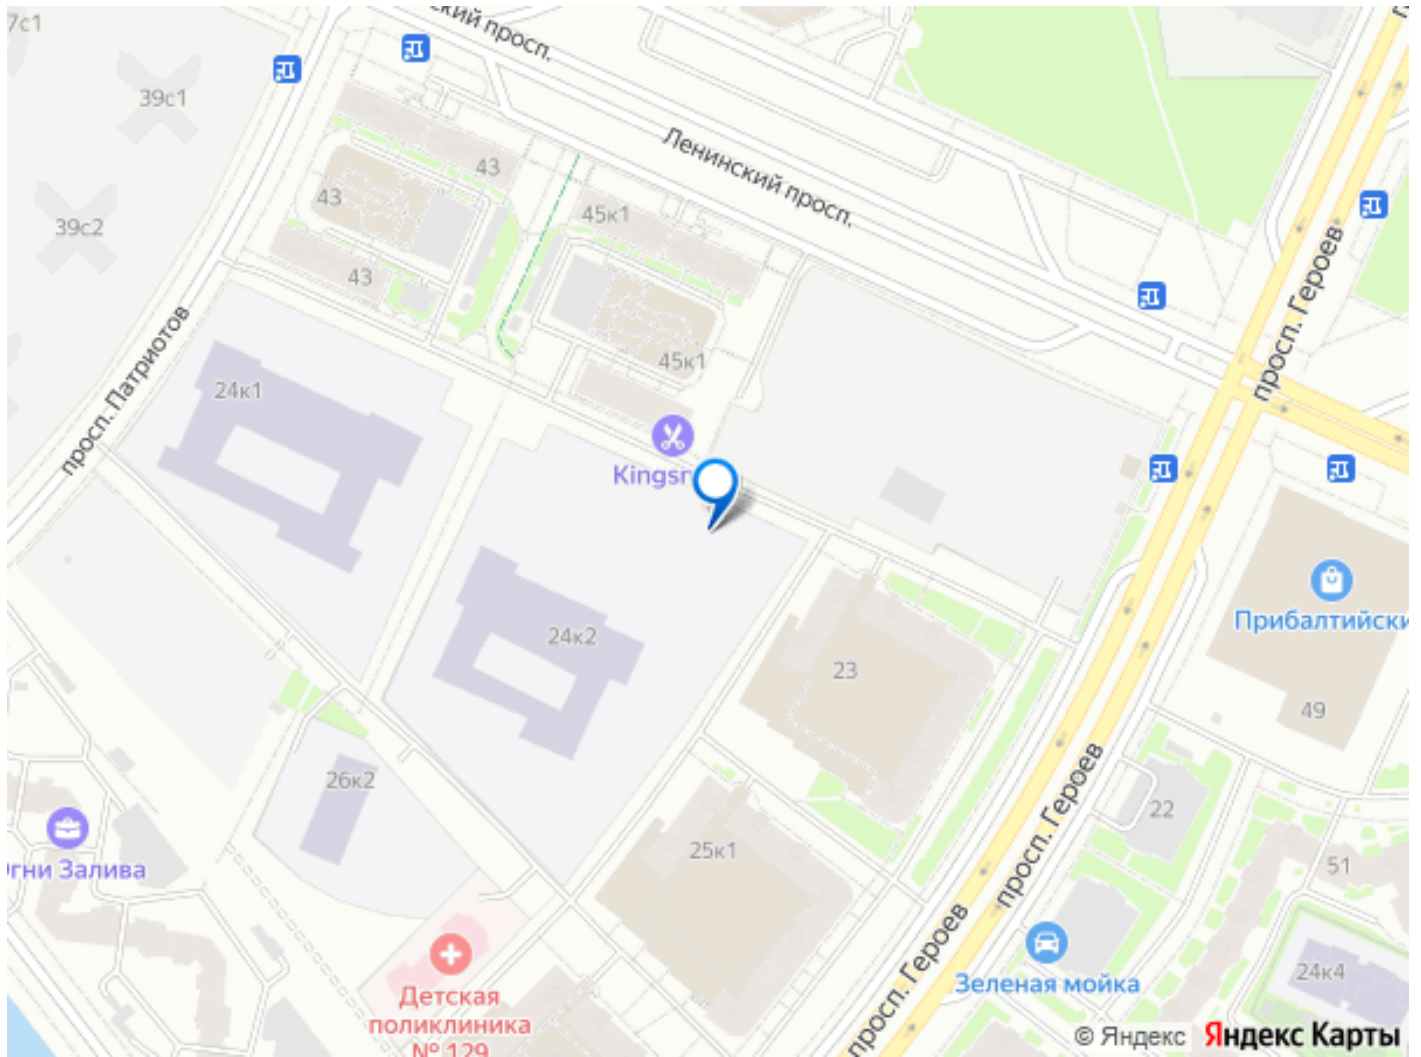 7с1
ский просп.
39с1
Ленинский просп.
43
43
45к1
39с2
43
просп. Героев
просп. Патриотов
45к1
24к1
Kingsr
Прибалтийски
24к2
23
49
26к2
просп. Героев
22
25к1
51
гни Залива
просп. Героев
24к4
Зеленая мойка
Детская
поликлиника
№ 129
© Яндекс Яндекс Карты